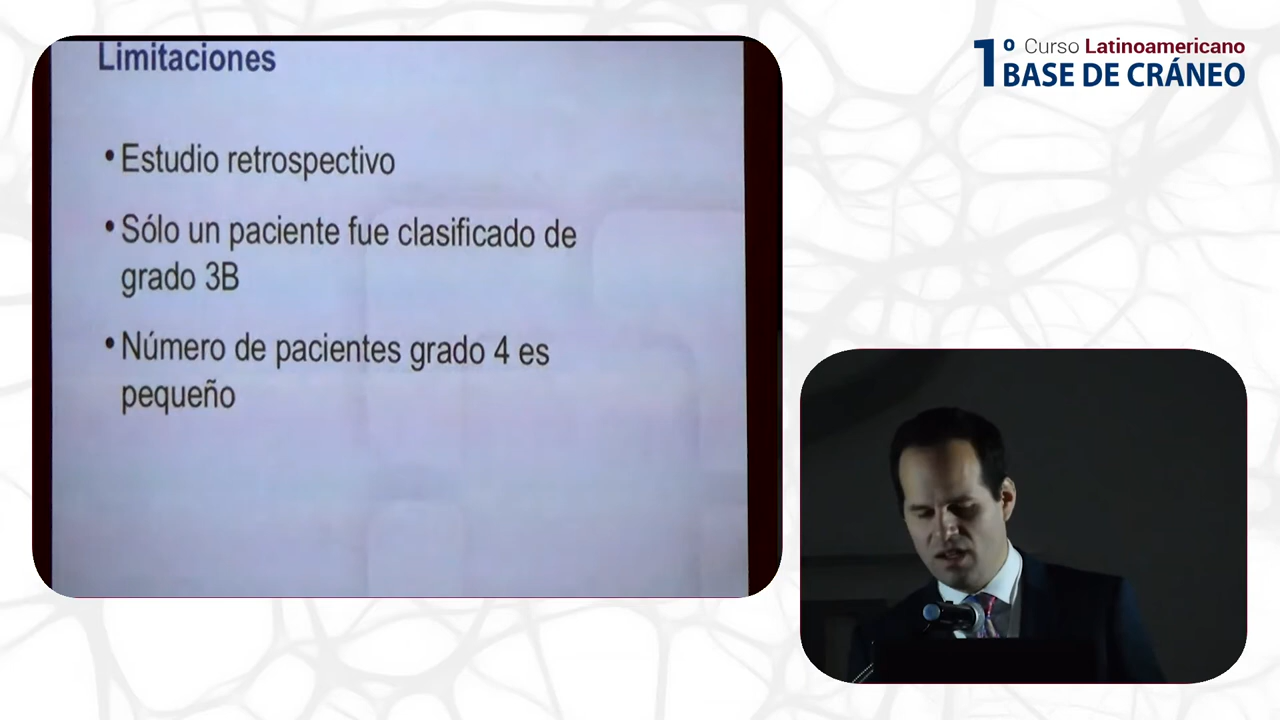 Limitaciones
• Estudio retrospectivo
• Sólo un paciente fue clasificado de
grado 3B
• Número de pacientes grado 4 es
pequeño
1º Curso Latinoamericano
BASE DE CRÁNEO